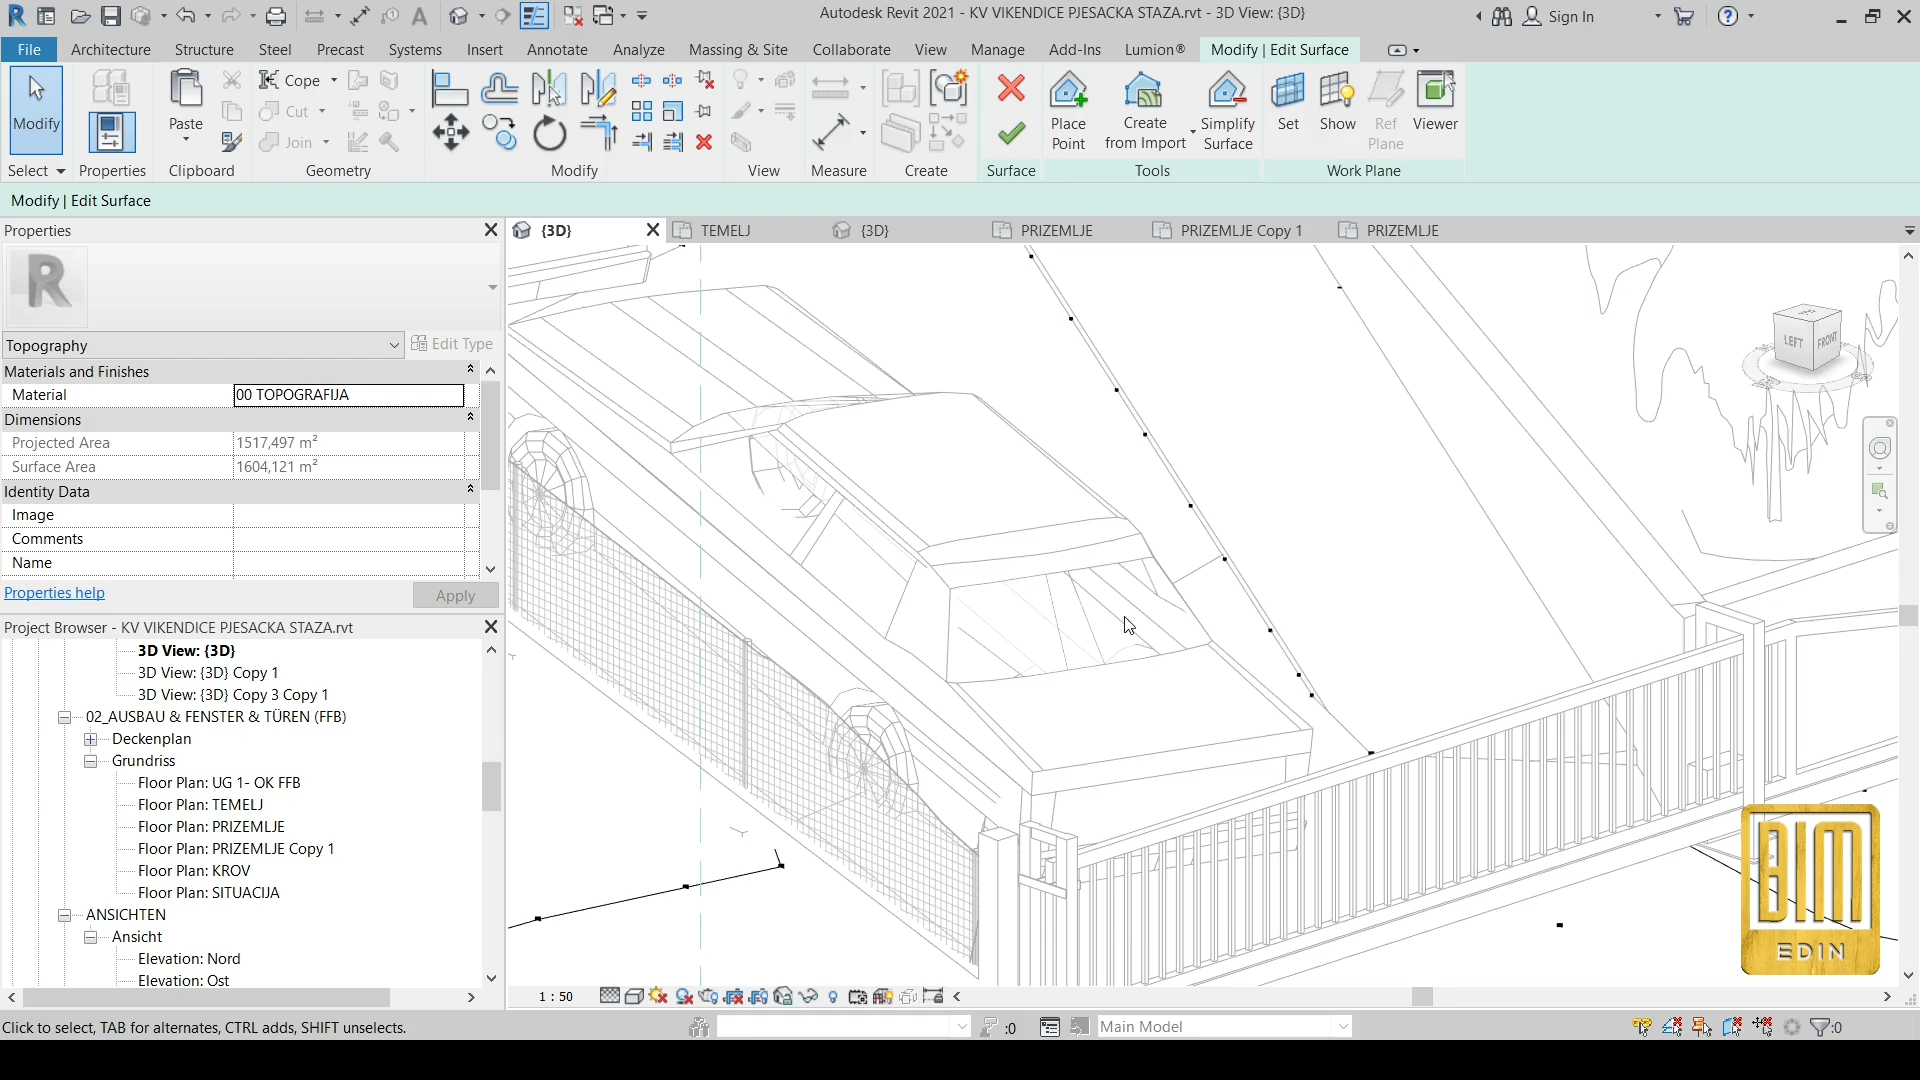 Autodesk Revit 2021 - KV VIKENDICE PJESACKA STAZA.rvt - 3D View: {3D}
Sign In
File
Architecture
Structure
Steel
Precast
Systems
Insert
Annotate
Analyze
Massing & Site
Collaborate
View
Manage
Add-Ins
Lumion®
Modify | Edit Surface
Modify
Paste
Cope
Cut
Join
Place Point
Create from Import
Simplify Surface
Set
Show
Ref Plane
Viewer
Select
Properties
Clipboard
Geometry
Modify
View
Measure
Create
Surface
Tools
Work Plane
Modify | Edit Surface
Properties
{3D}
TEMELJ
{3D}
PRIZEMLJE
PRIZEMLJE Copy 1
PRIZEMLJE
R
Topography
Edit Type
Materials and Finishes
Material
00 TOPOGRAFIJA
Dimensions
Projected Area
1517,497 m²
Surface Area
1604,121 m²
Identity Data
Image
Comments
Name
Properties help
Apply
LEFT
FRONT
Project Browser - KV VIKENDICE PJESACKA STAZA.rvt
3D View: {3D}
3D View: {3D} Copy 1
3D View: {3D} Copy 3 Copy 1
02_AUSBAU & FENSTER & TÜREN (FFB)
Deckenplan
Grundriss
Floor Plan: UG 1- OK FFB
Floor Plan: TEMELJ
Floor Plan: PRIZEMLJE
Floor Plan: PRIZEMLJE Copy 1
Floor Plan: KROV
Floor Plan: SITUACIJA
ANSICHTEN
Ansicht
Elevation: Nord
Elevation: Ost
BIM
EDIN
1 : 50
Click to select, TAB for alternates, CTRL adds, SHIFT unselects.
:0
Main Model
:0